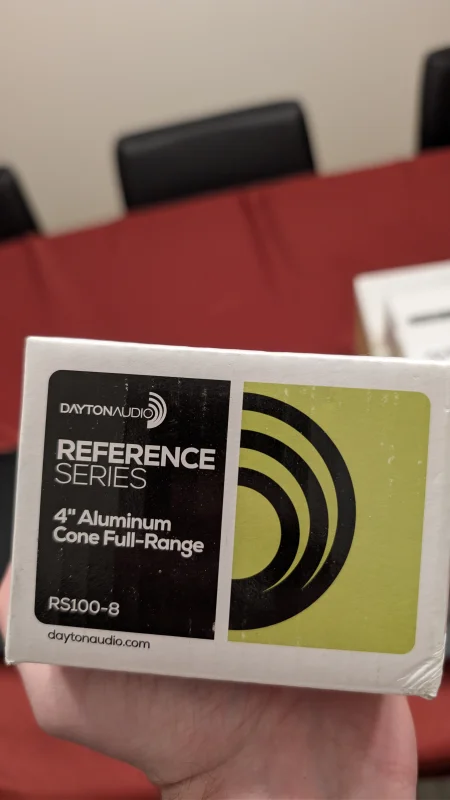 DAYTONAUDIO
REFERENCE
SERIES
4" Aluminum
Cone Full-Range
RS100-8
daytonaudio.com